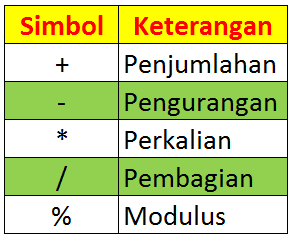 Simbol Keterangan
+ Penjumlahan
- Pengurangan
* Perkalian
/ Pembagian
% Modulus